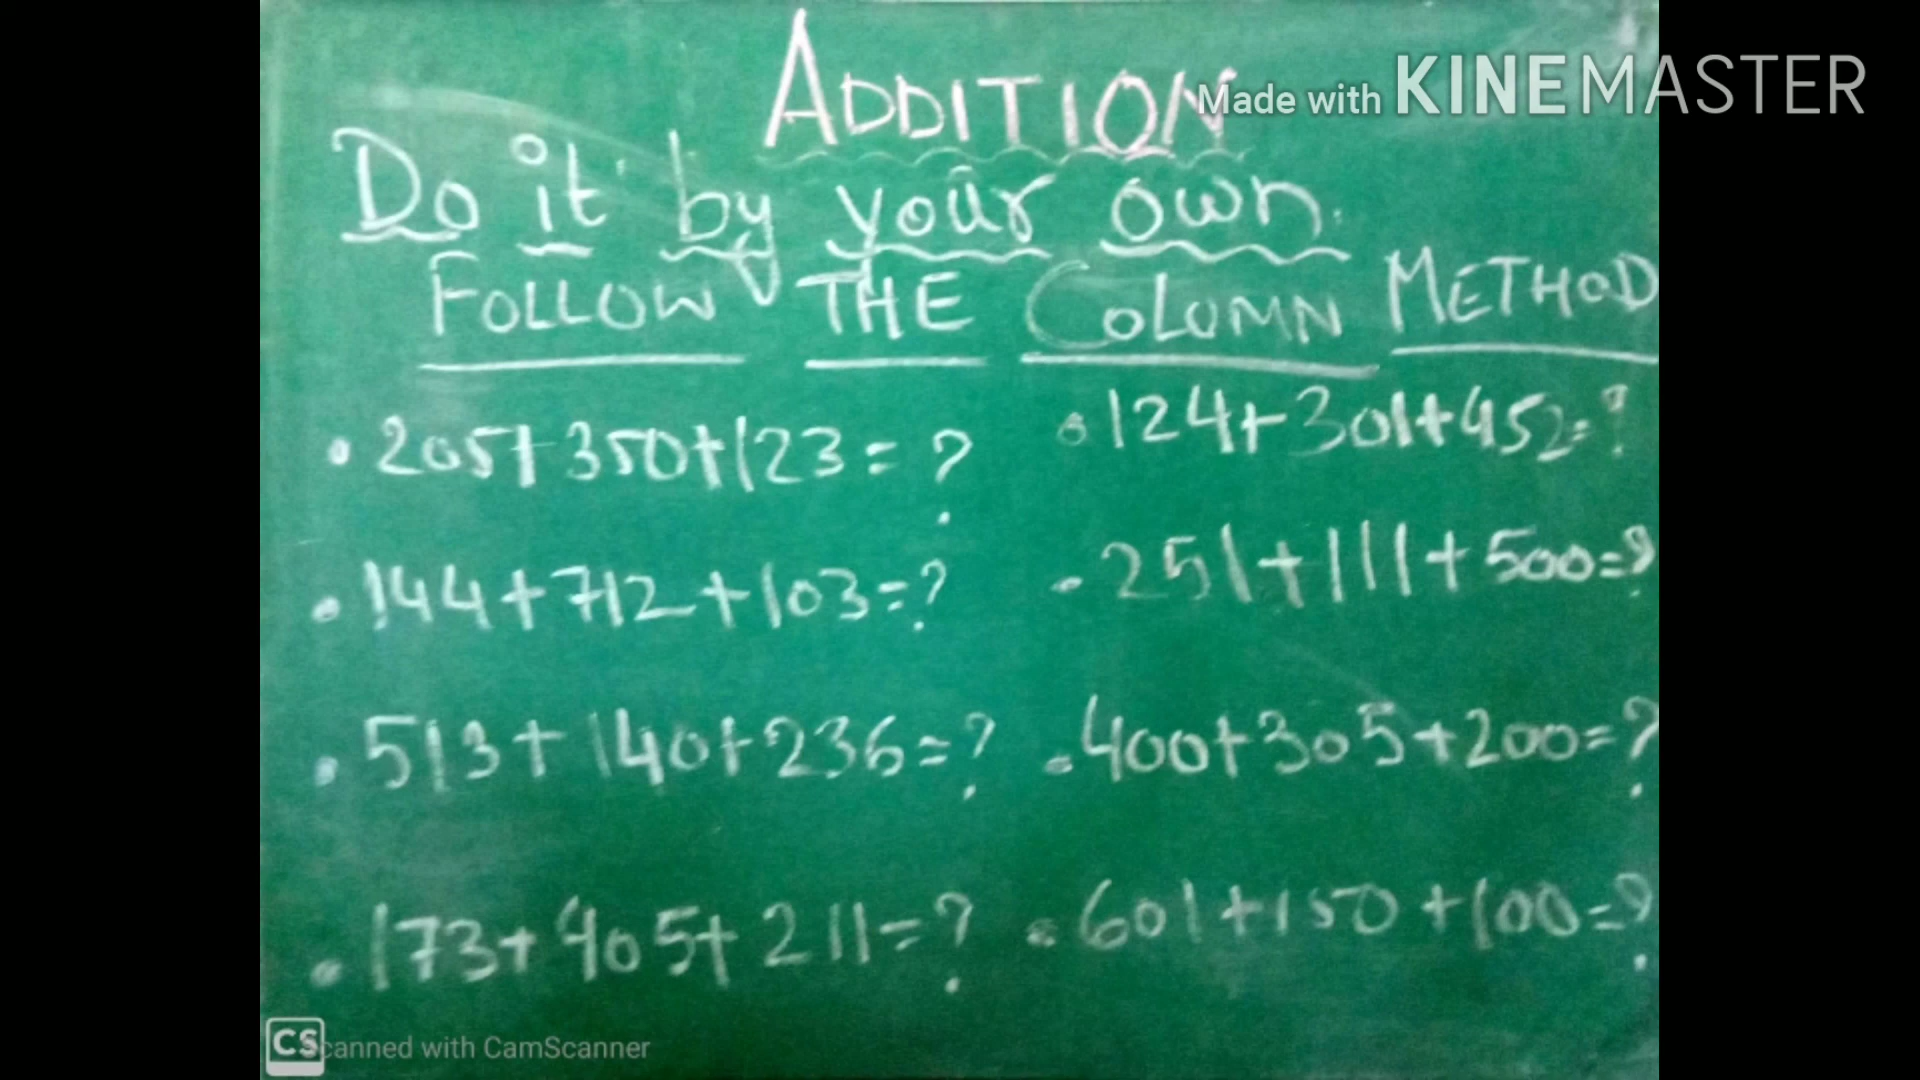 ADDITION
Made with KINEMASTER
Do it by your own.
FOLLOW THE COLUMN METHOD
• 205+350+123=?
• 124+301+452=?
• 144+712+103=?
• 251+111+500=?
• 513+140+236=?
• 400+305+200=?
• 173+405+211=?
• 601+150+100=?
CS Scanned with CamScanner